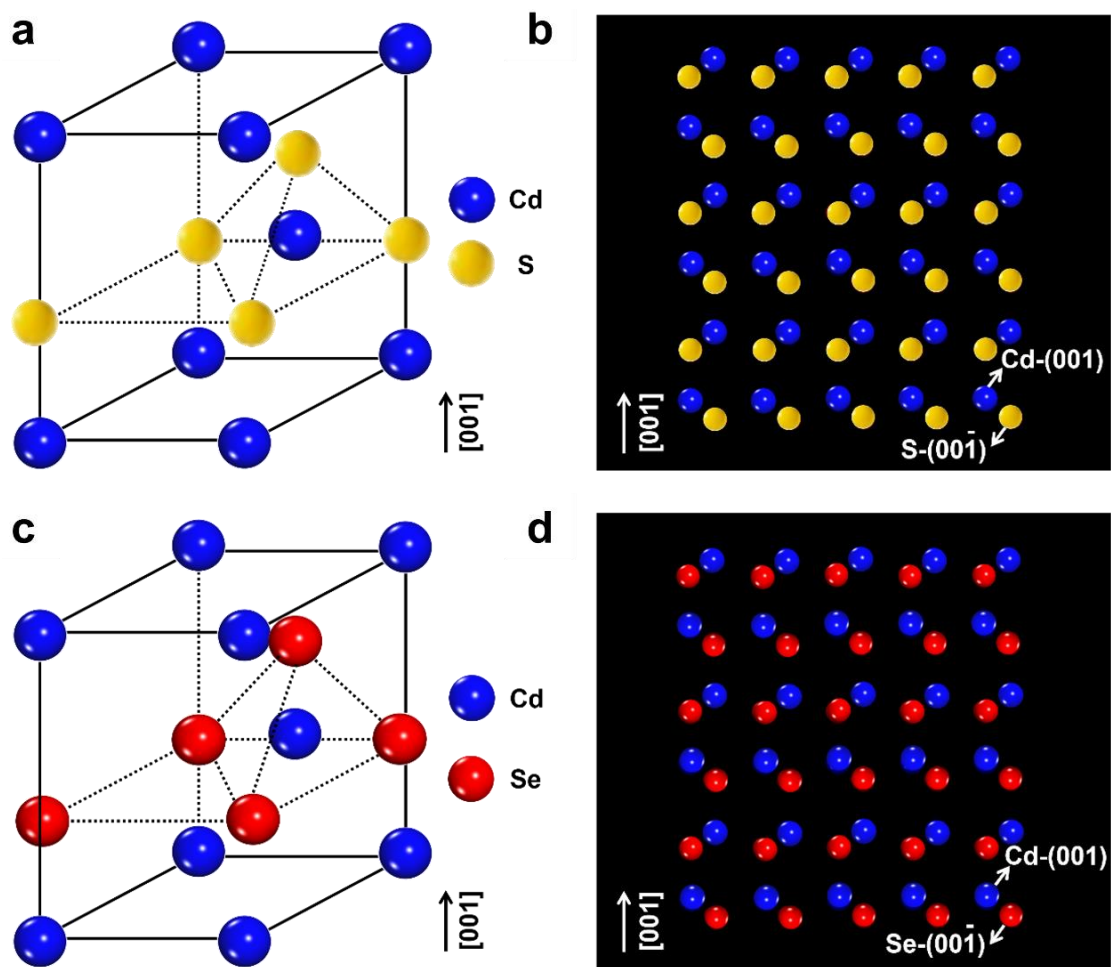 a
b
Cd
S
[001]
[001]
Cd-(001)
S-(001̄)
c
d
Cd
Se
[001]
[001]
Cd-(001)
Se-(001̄)